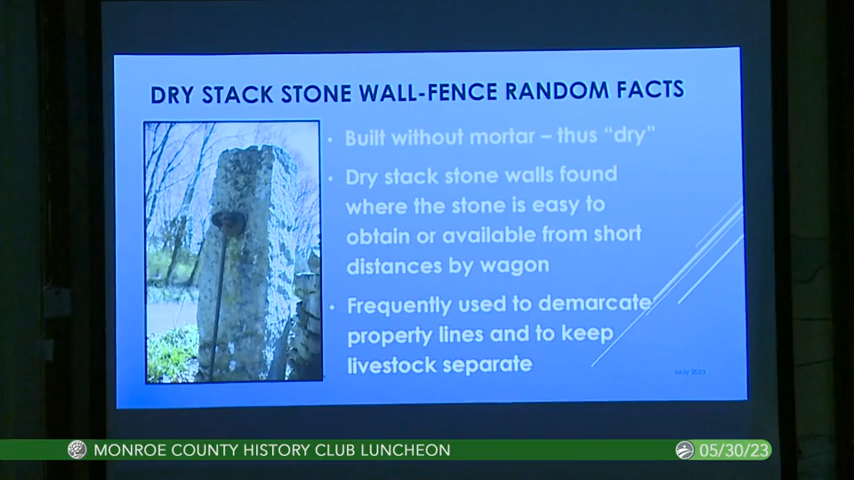 DRY STACK STONE WALL-FENCE RANDOM FACTS
• Built without mortar – thus “dry”
• Dry stack stone walls found
where the stone is easy to
obtain or available from short
distances by wagon
• Frequently used to demarcate
property lines and to keep
livestock separate
May 2023
MONROE COUNTY HISTORY CLUB LUNCHEON
05/30/23